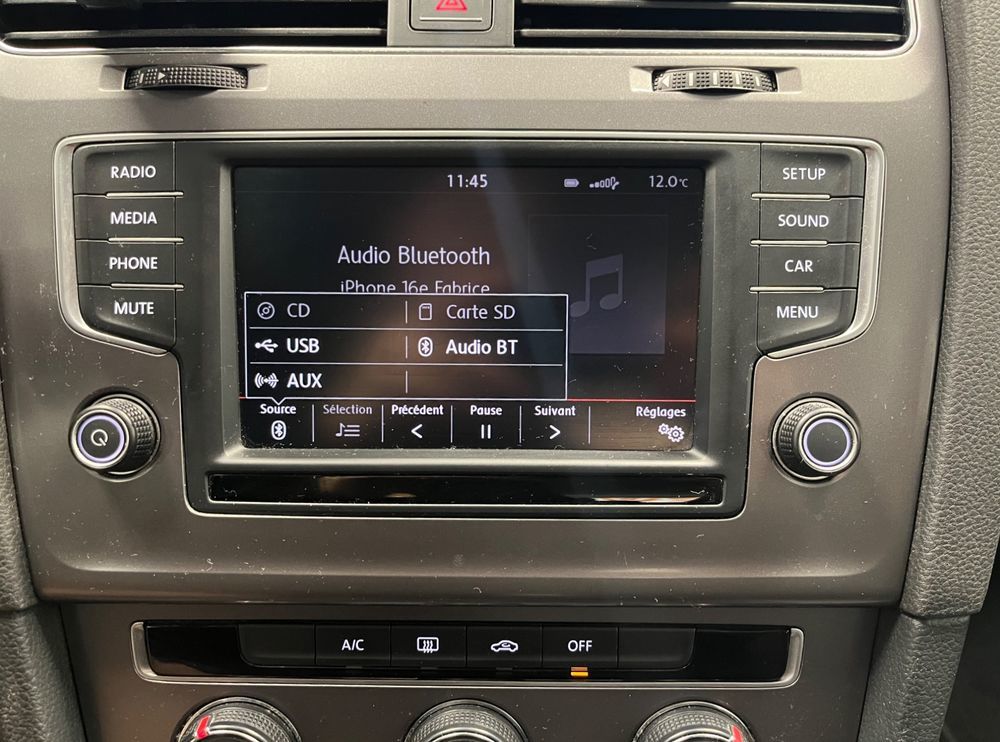 RADIO
MEDIA
PHONE
MUTE
11:45
12.0°C
Audio Bluetooth
iPhone 16e Fabrice
CD
Carte SD
USB
Audio BT
AUX
Source
Sélection
Précédent
Pause
Suivant
Réglages
SETUP
SOUND
CAR
MENU
A/C
OFF